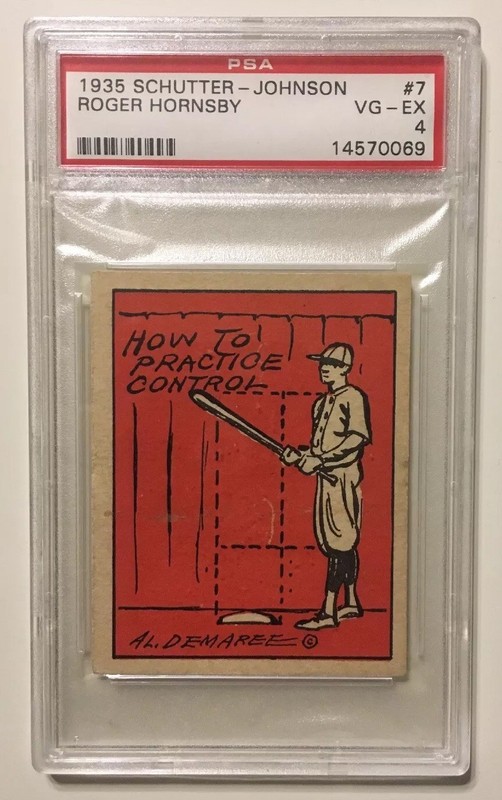 PSA
1935 SCHUTTER-JOHNSON #7
ROGER HORNSBY VG-EX
4
14570069
HOW TO
PRACTICE
CONTROL
AL. DEMAREE ©